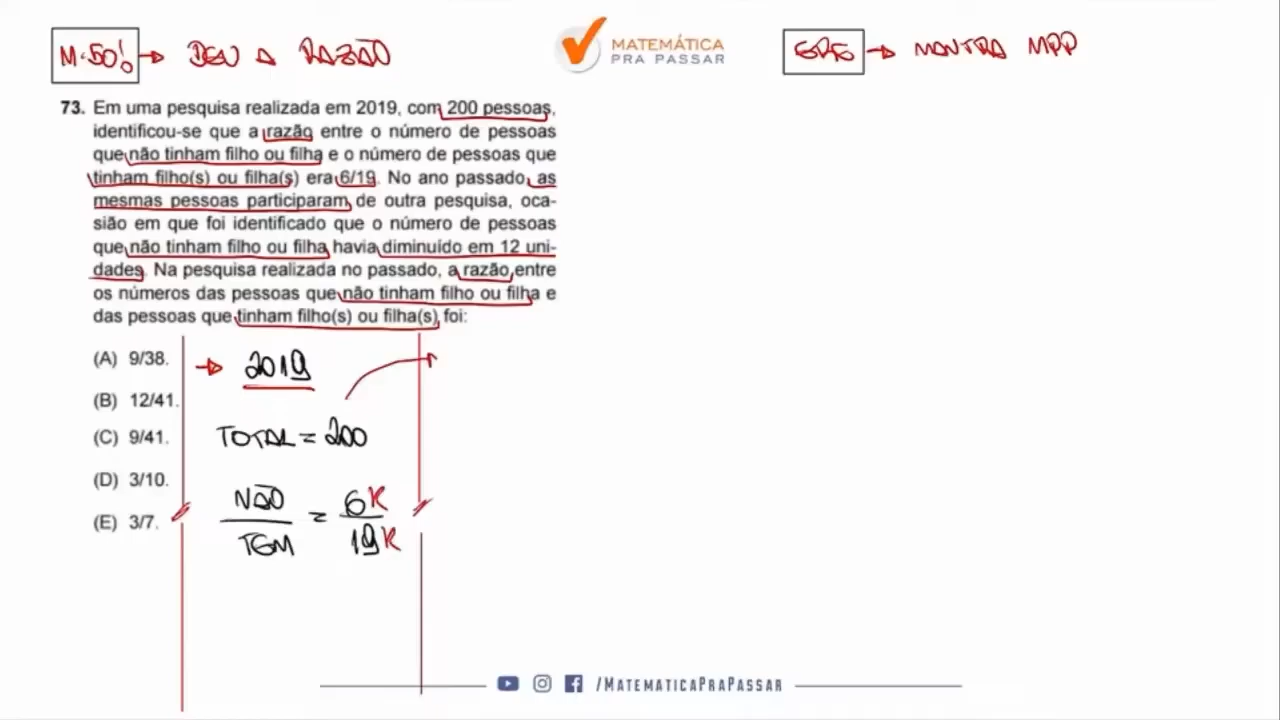 M.50! → DEU A RAZÃO
MATEMÁTICA
PRA PASSAR
→ MANTRA MPP
73. Em uma pesquisa realizada em 2019, com 200 pessoas,
identificou-se que a razão entre o número de pessoas
que não tinham filho ou filha e o número de pessoas que
tinham filho(s) ou filha(s) era 6/19. No ano passado, as
mesmas pessoas participaram de outra pesquisa, oca-
sião em que foi identificado que o número de pessoas
que não tinham filho ou filha havia diminuído em 12 uni-
dades. Na pesquisa realizada no passado, a razão entre
os números das pessoas que não tinham filho ou filha e
das pessoas que tinham filho(s) ou filha(s) foi:
(A) 9/38.
(B) 12/41.
(C) 9/41.
(D) 3/10.
(E) 3/7.
→ 2019
TOTAL = 200
NÃO = 6K
TEM 19K
/MATEMATICAPRAPASSAR